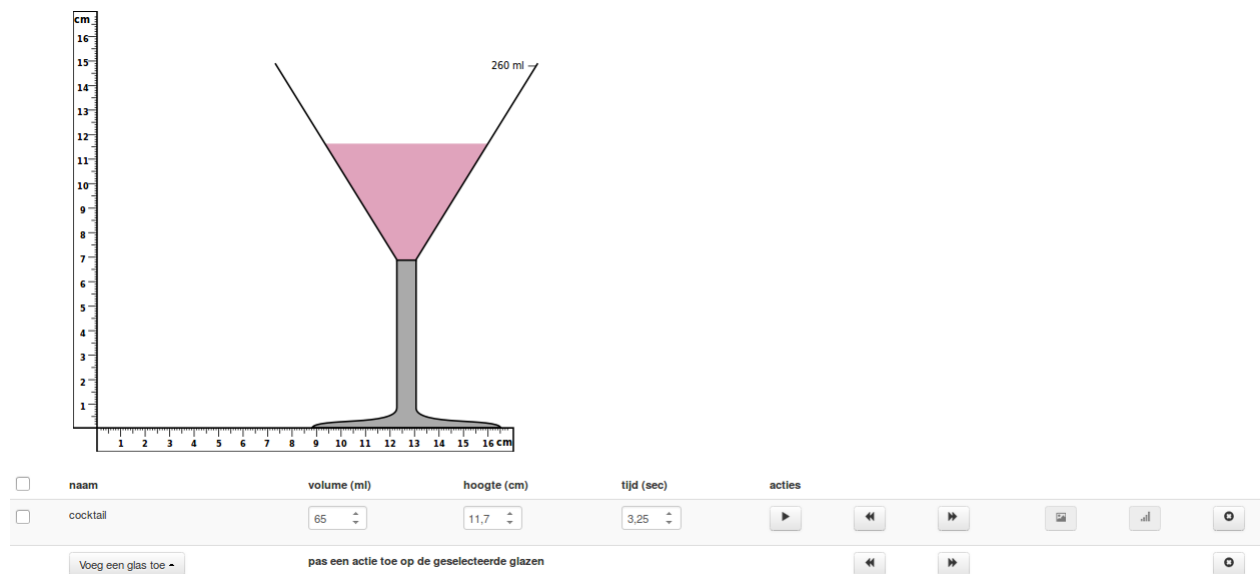 cm
16
15
260 ml
14
13
12
11
10
9
8
7
6
5
4
3
2
1
1 2 3 4 5 6 7 8 9 10 11 12 13 14 15 16 cm
naam volume (ml) hoogte (cm) tijd (sec) acties
cocktail 65 11,7 3,25
Voeg een glas toe pas een actie toe op de geselecteerde glazen